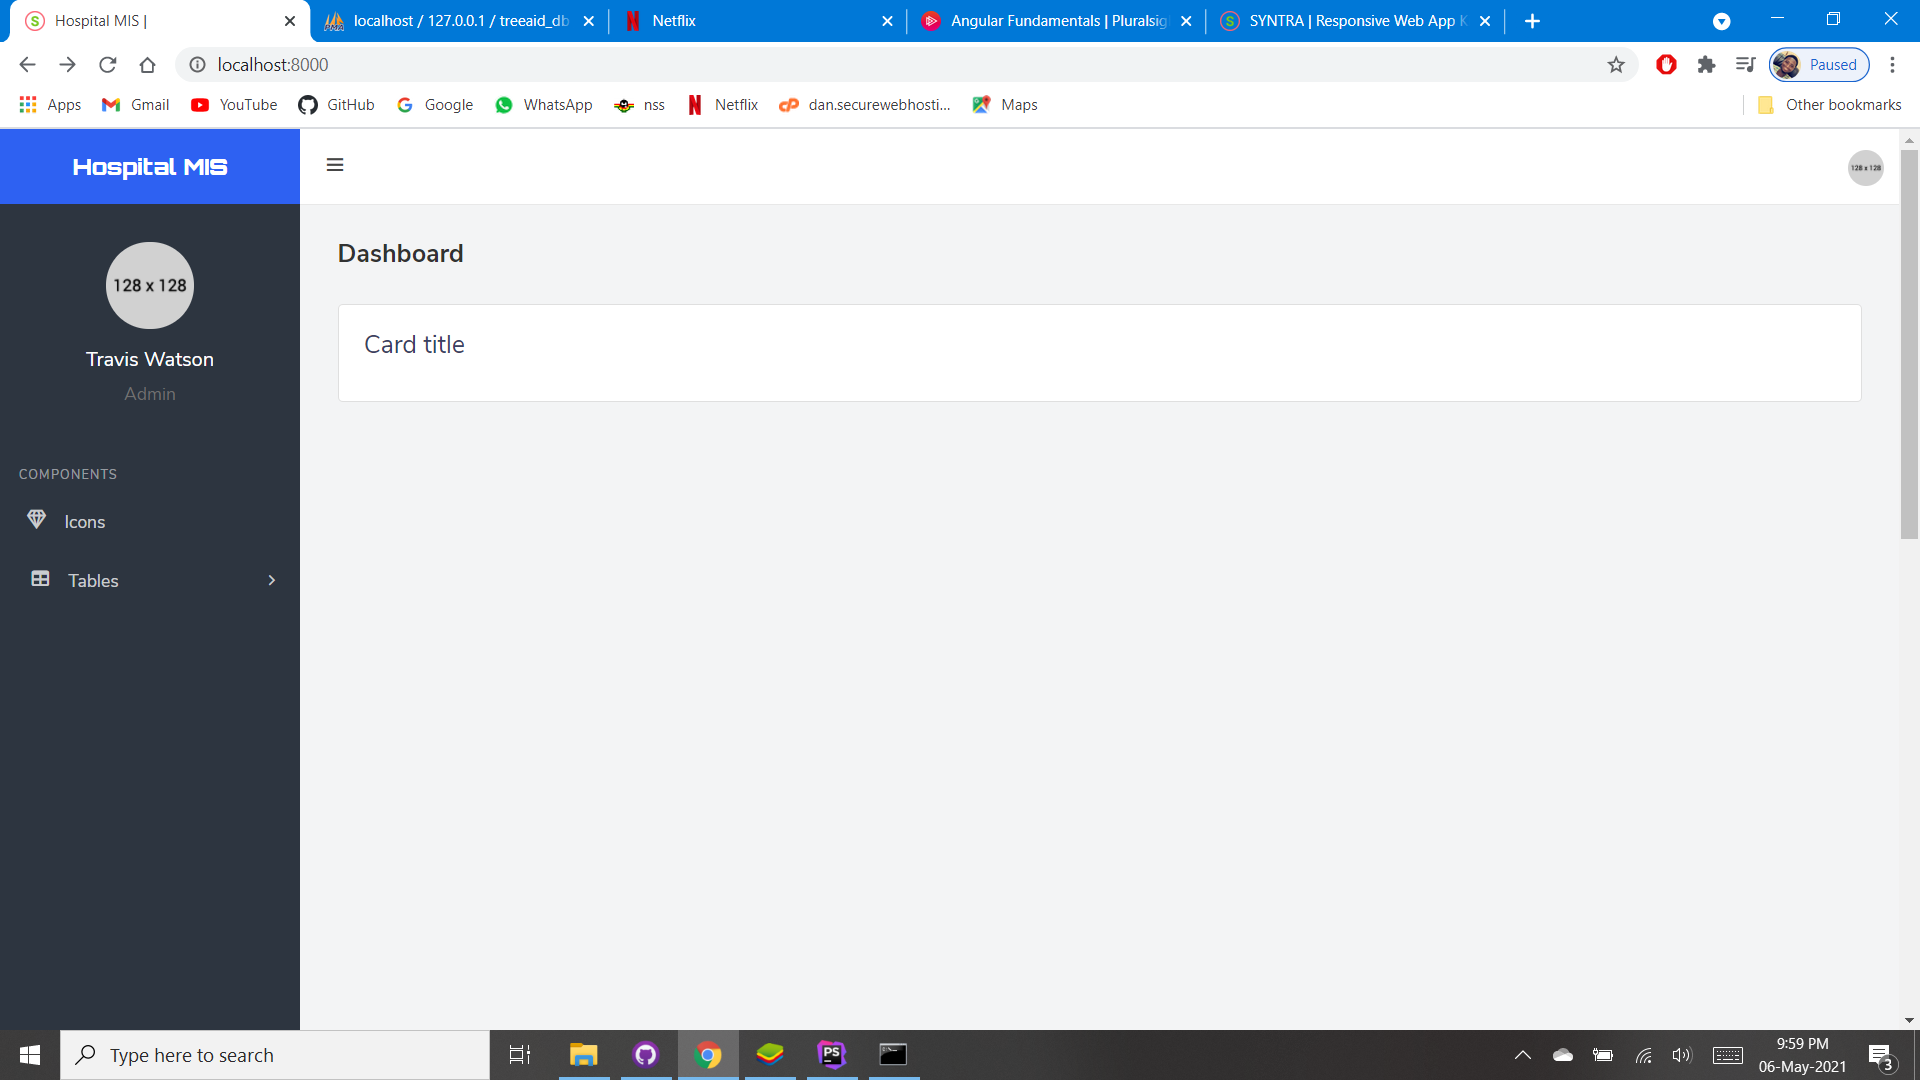 Hospital MIS |
localhost / 127.0.0.1 / treeaid_db
Netflix
Angular Fundamentals | Pluralsig
SYNTRA | Responsive Web App K
localhost:8000
Paused
Apps
Gmail
YouTube
GitHub
Google
WhatsApp
nss
Netflix
dan.securewebhosti...
Maps
Other bookmarks
Hospital MIS
128 x 128
128 x 128
Travis Watson
Admin
COMPONENTS
Icons
Tables
Dashboard
Card title
Type here to search
PS
9:59 PM
06-May-2021
3